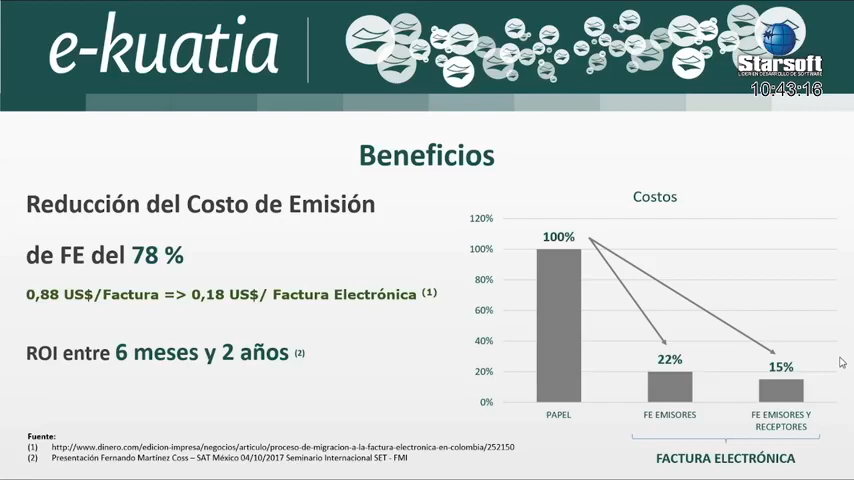 e-kuatia
Starsoft
LIDER EN DESARROLLO DE SOFTWARE
10:43:16
Beneficios
Reducción del Costo de Emisión
de FE del 78 %
0,88 US$/Factura => 0,18 US$/ Factura Electrónica (1)
ROI entre 6 meses y 2 años (2)
Costos
120%
100%
80%
60%
40%
20%
0%
100%
22%
15%
PAPEL
FE EMISORES
FE EMISORES Y
RECEPTORES
FACTURA ELECTRÓNICA
Fuente:
(1) http://www.dinero.com/edicion-impresa/negocios/articulo/proceso-de-migracion-a-la-factura-electronica-en-colombia/252150
(2) Presentación Fernando Martínez Coss – SAT México 04/10/2017 Seminario Internacional SET - FMI